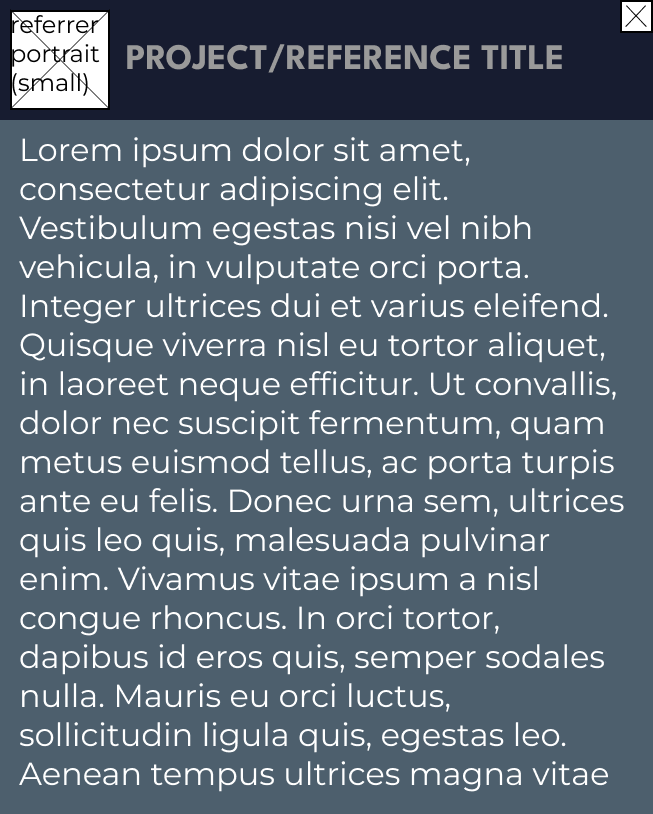 referrer
portrait
(small)
PROJECT/REFERENCE TITLE
Lorem ipsum dolor sit amet,
consectetur adipiscing elit.
Vestibulum egestas nisi vel nibh
vehicula, in vulputate orci porta.
Integer ultrices dui et varius eleifend.
Quisque viverra nisl eu tortor aliquet,
in laoreet neque efficitur. Ut convallis,
dolor nec suscipit fermentum, quam
metus euismod tellus, ac porta turpis
ante eu felis. Donec urna sem, ultrices
quis leo quis, malesuada pulvinar
enim. Vivamus vitae ipsum a nisl
congue rhoncus. In orci tortor,
dapibus id eros quis, semper sodales
nulla. Mauris eu orci luctus,
sollicitudin ligula quis, egestas leo.
Aenean tempus ultrices magna vitae